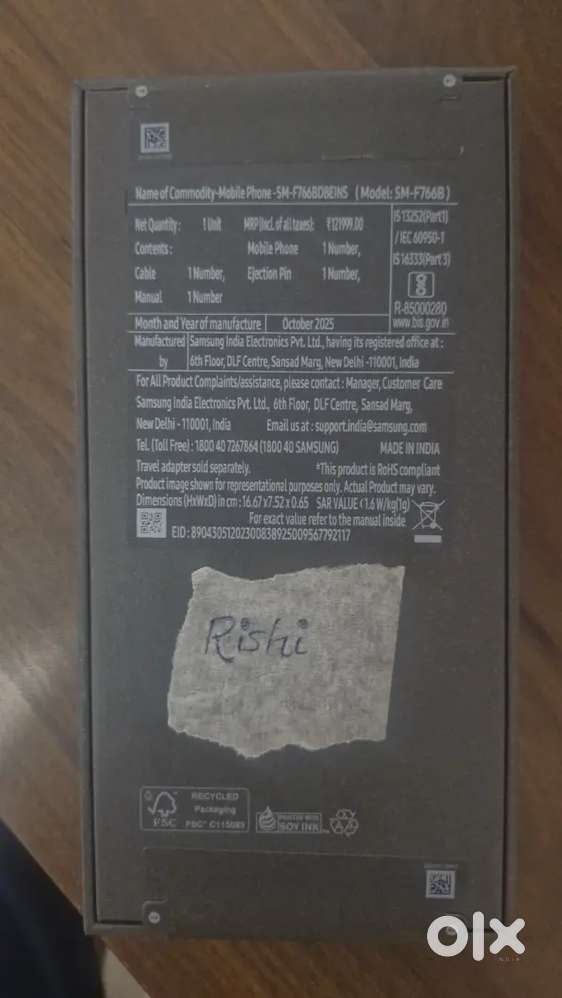 Name of Commodity-Mobile Phone -SM-F766BDBEINS (Model: SM-F766B)
Net Quantity: 1 Unit MRP(Incl. of all taxes): ₹121999.00
Contents: Mobile Phone 1 Number,
Cable 1 Number, Ejection Pin 1 Number,
Manual 1 Number
IS 13252(Part1)
/ IEC 60950-1
IS 16333(Part 3)
R-85000280
www.bis.gov.in
Month and Year of manufacture October 2025
Manufactured by Samsung India Electronics Pvt. Ltd., having its registered office at :
6th Floor, DLF Centre, Sansad Marg, New Delhi -110001, India
For All Product Complaints/assistance, please contact : Manager, Customer Care
Samsung India Electronics Pvt. Ltd., 6th Floor, DLF Centre, Sansad Marg,
New Delhi - 110001, India Email us at : support.india@samsung.com
Tel. (Toll Free) : 1800 40 7267864 (1800 40 SAMSUNG) MADE IN INDIA
Travel adapter sold separately. *This product is RoHS compliant
Product image shown for representational purposes only. Actual Product may vary.
Dimensions (HxWxD) in cm : 16.67 x7.52 x 0.65 SAR VALUE <1.6 W/kg(1g)
For exact value refer to the manual inside
EID : 89043051202300838925009567792117
Rishi
FSC
RECYCLED
Packaging
FSC® C115083
PRINTED WITH
SOY INK
olx
INDIA